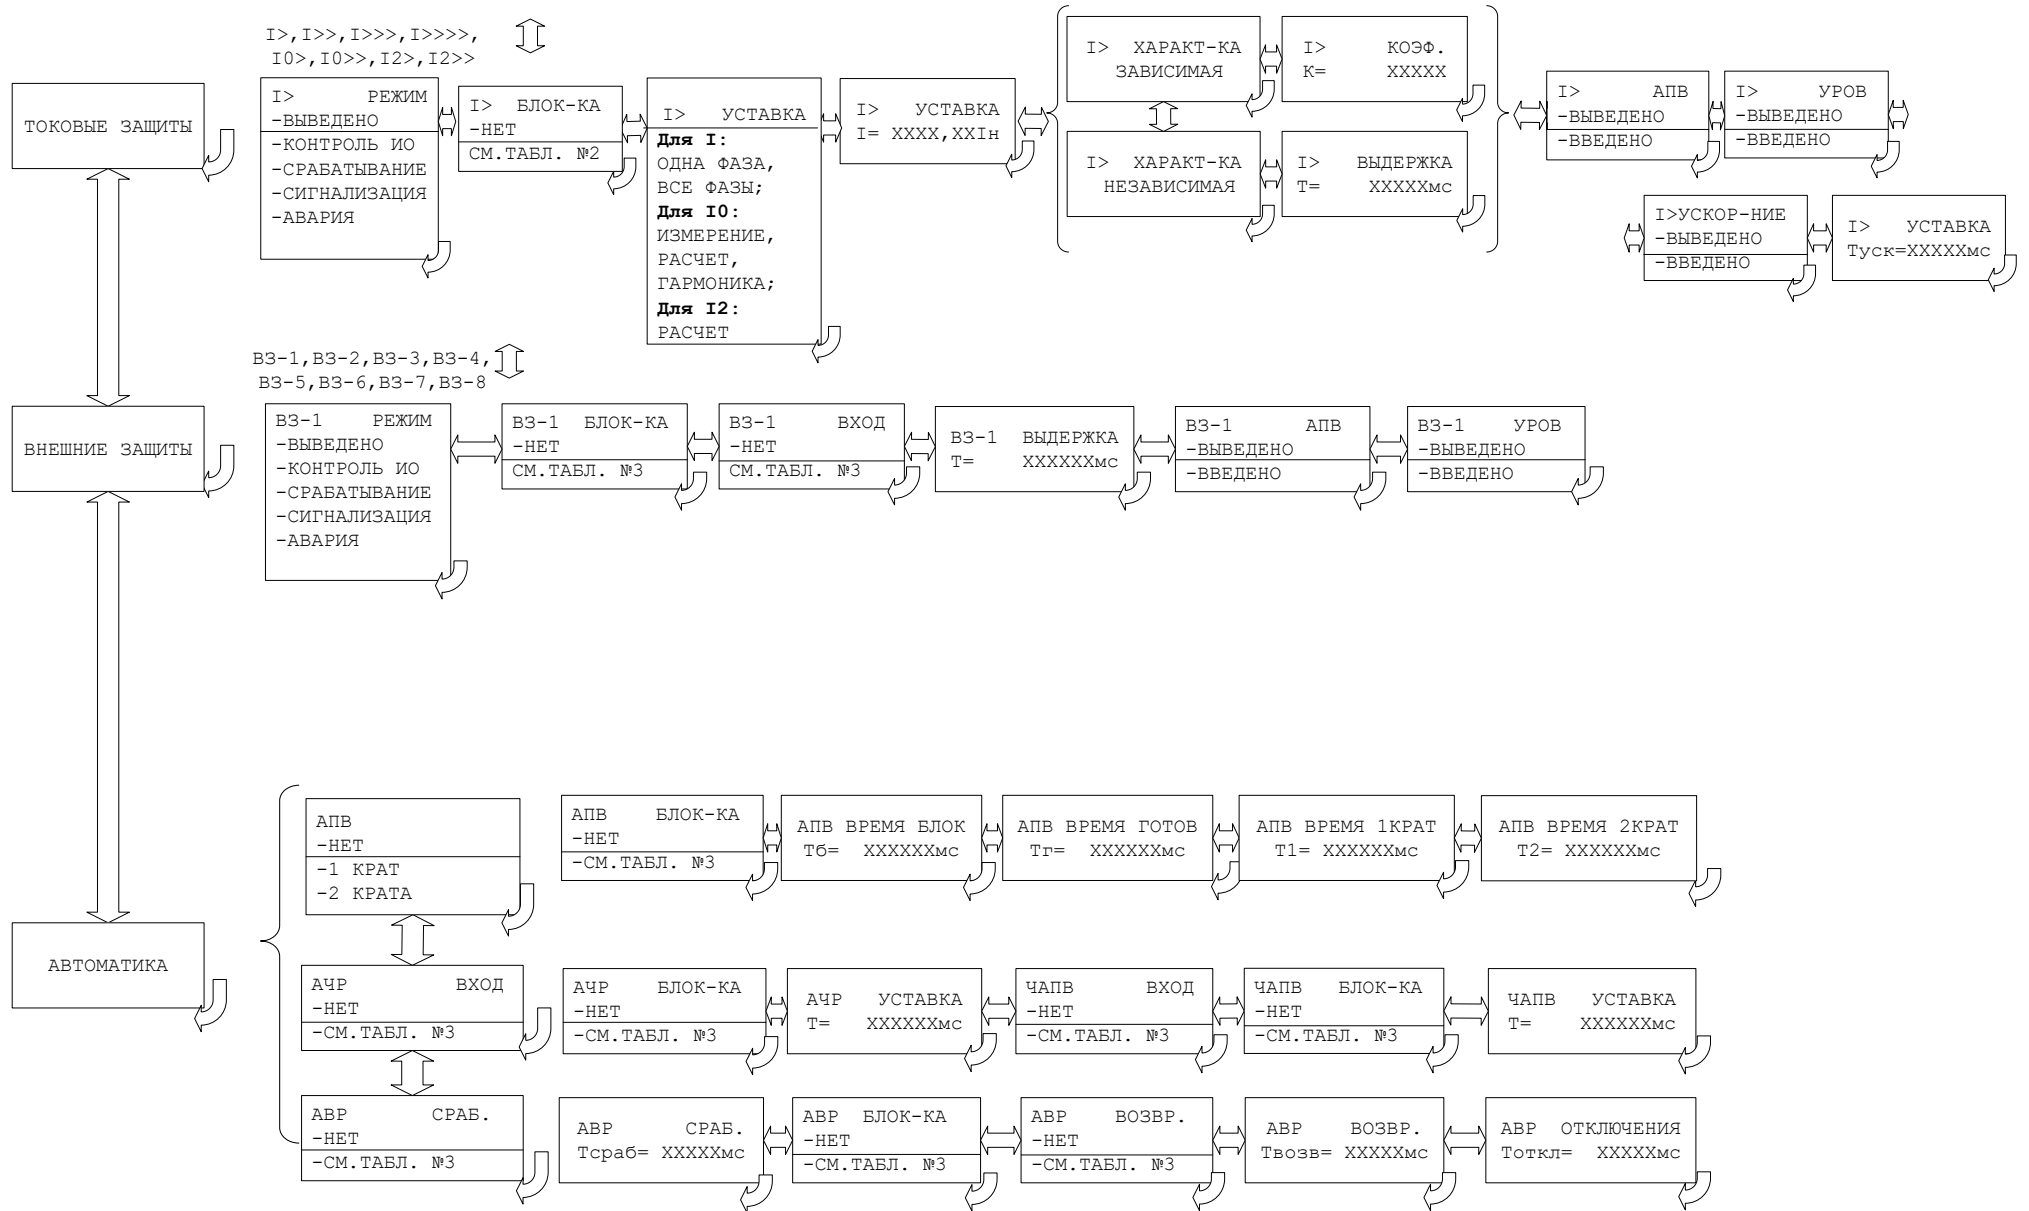 I>,I>>,I>>>,I>>>>,
I0>,I0>>,I2>,I2>>
ТОКОВЫЕ ЗАЩИТЫ
I> РЕЖИМ
-ВЫВЕДЕНО
-КОНТРОЛЬ ИО
-СРАБАТЫВАНИЕ
-СИГНАЛИЗАЦИЯ
-АВАРИЯ
I> БЛОК-КА
-НЕТ
СМ.ТАБЛ. №2
I> УСТАВКА
Для I:
ОДНА ФАЗА,
ВСЕ ФАЗЫ;
Для I0:
ИЗМЕРЕНИЕ,
РАСЧЕТ,
ГАРМОНИКА;
Для I2:
РАСЧЕТ
I> УСТАВКА
I= XXXX,XXIн
I> ХАРАКТ-КА
ЗАВИСИМАЯ
I> КОЭФ.
К= XXXXX
I> ХАРАКТ-КА
НЕЗАВИСИМАЯ
I> ВЫДЕРЖКА
Т= XXXXXмс
I> АПВ
-ВЫВЕДЕНО
-ВВЕДЕНО
I> УРОВ
-ВЫВЕДЕНО
-ВВЕДЕНО
I>УСКОР-НИЕ
-ВЫВЕДЕНО
-ВВЕДЕНО
I> УСТАВКА
Туск=XXXXXмс
ВЗ-1,ВЗ-2,ВЗ-3,ВЗ-4,
ВЗ-5,ВЗ-6,ВЗ-7,ВЗ-8
ВНЕШНИЕ ЗАЩИТЫ
ВЗ-1 РЕЖИМ
-ВЫВЕДЕНО
-КОНТРОЛЬ ИО
-СРАБАТЫВАНИЕ
-СИГНАЛИЗАЦИЯ
-АВАРИЯ
ВЗ-1 БЛОК-КА
-НЕТ
СМ.ТАБЛ. №3
ВЗ-1 ВХОД
-НЕТ
СМ.ТАБЛ. №3
ВЗ-1 ВЫДЕРЖКА
Т= XXXXXXмс
ВЗ-1 АПВ
-ВЫВЕДЕНО
-ВВЕДЕНО
ВЗ-1 УРОВ
-ВЫВЕДЕНО
-ВВЕДЕНО
АВТОМАТИКА
АПВ
-НЕТ
-1 КРАТ
-2 КРАТА
АПВ БЛОК-КА
-НЕТ
-СМ.ТАБЛ. №3
АПВ ВРЕМЯ БЛОК
Тб= XXXXXXмс
АПВ ВРЕМЯ ГОТОВ
Тг= XXXXXXмс
АПВ ВРЕМЯ 1КРАТ
Т1= XXXXXXмс
АПВ ВРЕМЯ 2КРАТ
Т2= XXXXXXмс
АЧР ВХОД
-НЕТ
-СМ.ТАБЛ. №3
АЧР БЛОК-КА
-НЕТ
-СМ.ТАБЛ. №3
АЧР УСТАВКА
Т= XXXXXXмс
ЧАПВ ВХОД
-НЕТ
-СМ.ТАБЛ. №3
ЧАПВ БЛОК-КА
-НЕТ
-СМ.ТАБЛ. №3
ЧАПВ УСТАВКА
Т= XXXXXXмс
АВР СРАБ.
-НЕТ
-СМ.ТАБЛ. №3
АВР СРАБ.
Тсраб= XXXXXмс
АВР БЛОК-КА
-НЕТ
-СМ.ТАБЛ. №3
АВР ВОЗВР.
-НЕТ
-СМ.ТАБЛ. №3
АВР ВОЗВР.
Твозв= XXXXXмс
АВР ОТКЛЮЧЕНИЯ
Тоткл= XXXXXмс